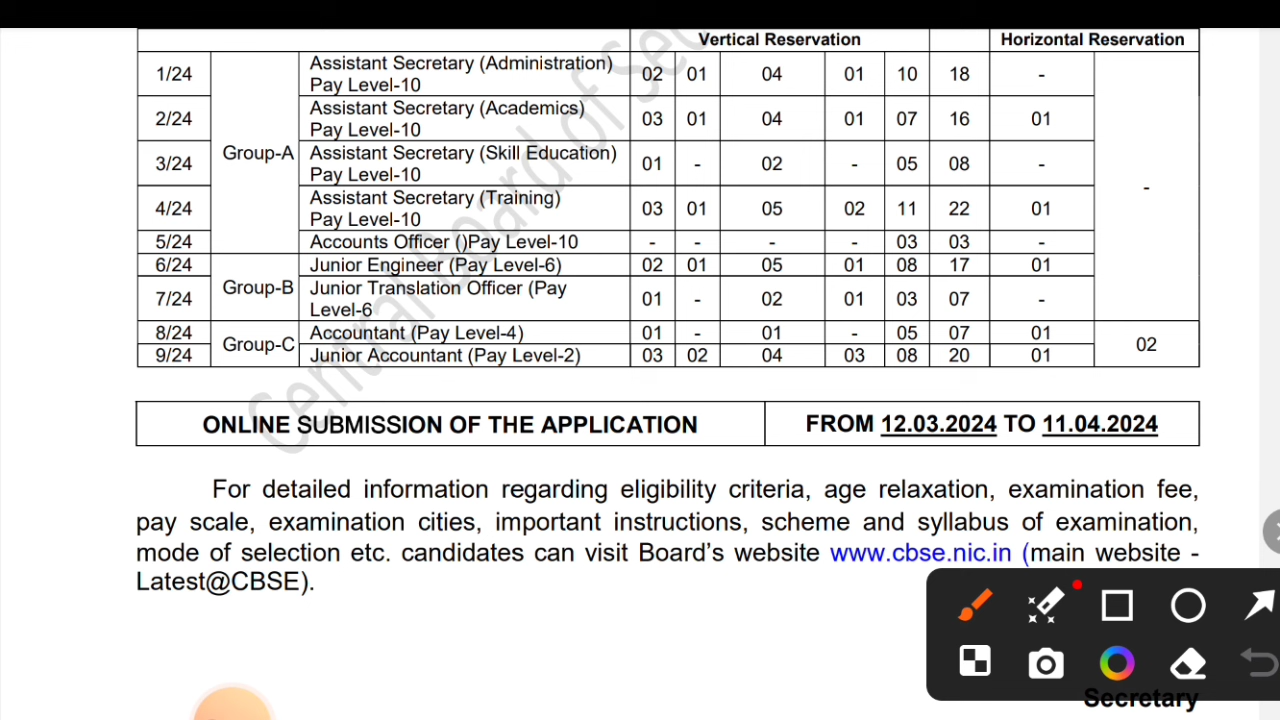 Vertical Reservation Horizontal Reservation
1/24 Group-A Assistant Secretary (Administration) Pay Level-10 02 01 04 01 10 18 - -
2/24 Assistant Secretary (Academics) Pay Level-10 03 01 04 01 07 16 01
3/24 Assistant Secretary (Skill Education) Pay Level-10 01 - 02 - 05 08 -
4/24 Assistant Secretary (Training) Pay Level-10 03 01 05 02 11 22 01
5/24 Accounts Officer ()Pay Level-10 - - - - 03 03 -
6/24 Group-B Junior Engineer (Pay Level-6) 02 01 05 01 08 17 01
7/24 Junior Translation Officer (Pay Level-6 01 - 02 01 03 07 -
8/24 Group-C Accountant (Pay Level-4) 01 - 01 - 05 07 01 02
9/24 Junior Accountant (Pay Level-2) 03 02 04 03 08 20 01
Central Board of Sec
ONLINE SUBMISSION OF THE APPLICATION FROM 12.03.2024 TO 11.04.2024
For detailed information regarding eligibility criteria, age relaxation, examination fee,
pay scale, examination cities, important instructions, scheme and syllabus of examination,
mode of selection etc. candidates can visit Board's website www.cbse.nic.in (main website -
Latest@CBSE).
Secretary